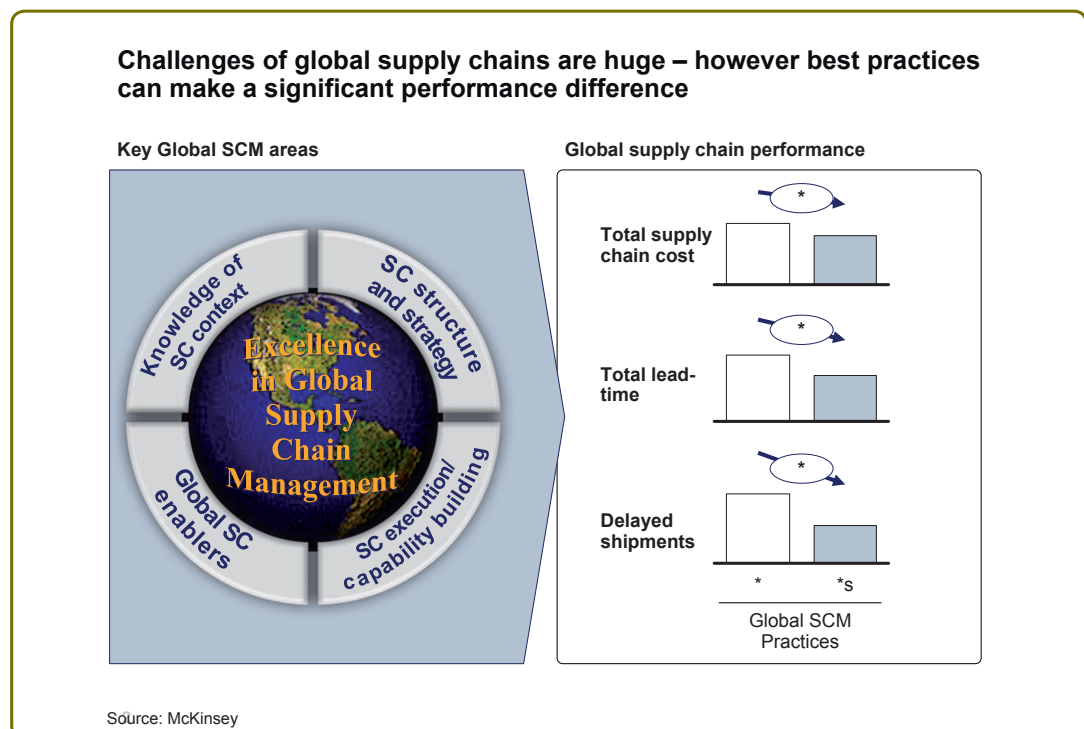 Challenges of global supply chains are huge – however best practices
can make a significant performance difference
Key Global SCM areas
Knowledge of
SC context
SC structure
and strategy
Excellence
in Global
Supply
Chain
Management
Global SC
enablers
SC execution/
capability building
Global supply chain performance
*
Total supply
chain cost
*
Total lead-
time
*
Delayed
shipments
* *s
Global SCM
Practices
Source: McKinsey